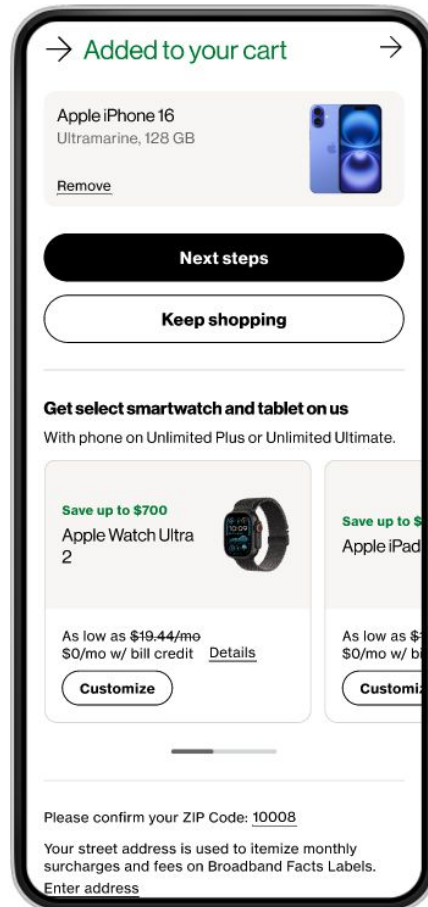 → Added to your cart →
Apple iPhone 16
Ultramarine, 128 GB
Remove
Next steps
Keep shopping
Get select smartwatch and tablet on us
With phone on Unlimited Plus or Unlimited Ultimate.
Save up to $700
Apple Watch Ultra
2
10:09
As low as $19.44/mo
$0/mo w/ bill credit Details
Customize
Save up to $
Apple iPad
As low as $
$0/mo w/
Please confirm your ZIP Code: 10008
Your street address is used to itemize monthly
surcharges and fees on Broadband Facts Labels.
Enter address